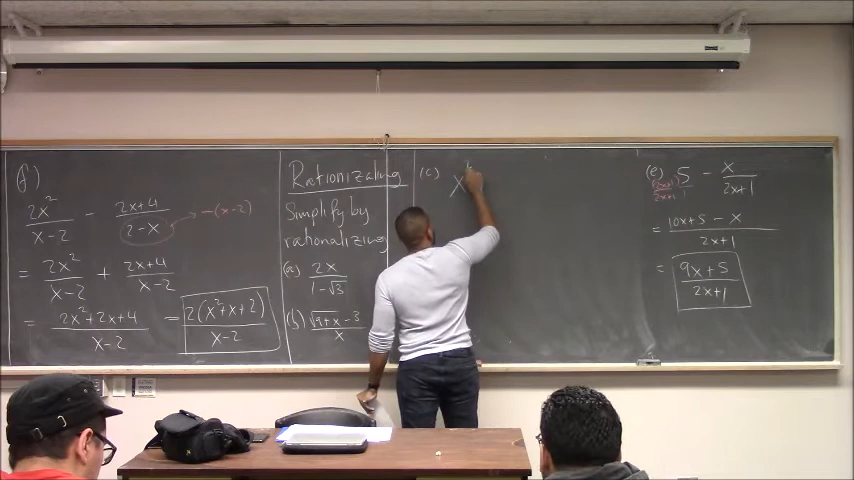 f)
2x² / x-2 - 2x+4 / 2-x → -(x-2)
= 2x² / x-2 + 2x+4 / x-2
= 2x²+2x+4 / x-2 = 2(x²+x+2) / x-2
Rationizaling
Simplify by
rationalizing
(a) 2x / 1-√3
(b) √9+x -3 / x
(c) x²
(e) 5 - x / 2x+1
= 10x+5 - x / 2x+1
= 9x+5 / 2x+1